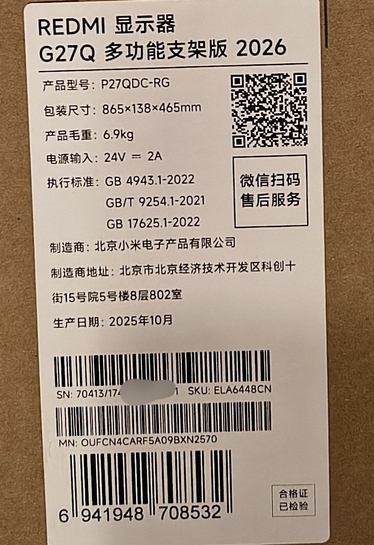 REDMI 显示器
G27Q 多功能支架版 2026
产品型号：P27QDC-RG
包装尺寸：865×138×465mm
产品毛重：6.9kg
电源输入：24V ⎓ 2A
执行标准：GB 4943.1-2022
GB/T 9254.1-2021
GB 17625.1-2022
微信扫码
售后服务
制造商：北京小米电子产品有限公司
制造商地址：北京市北京经济技术开发区科创十
街15号院5号楼8层802室
生产日期：2025年10月
SN: 70413/174 1 SKU: ELA6448CN
MN: OUFCN4CARF5A09BXN2570
6 941948 708532
合格证
已检验